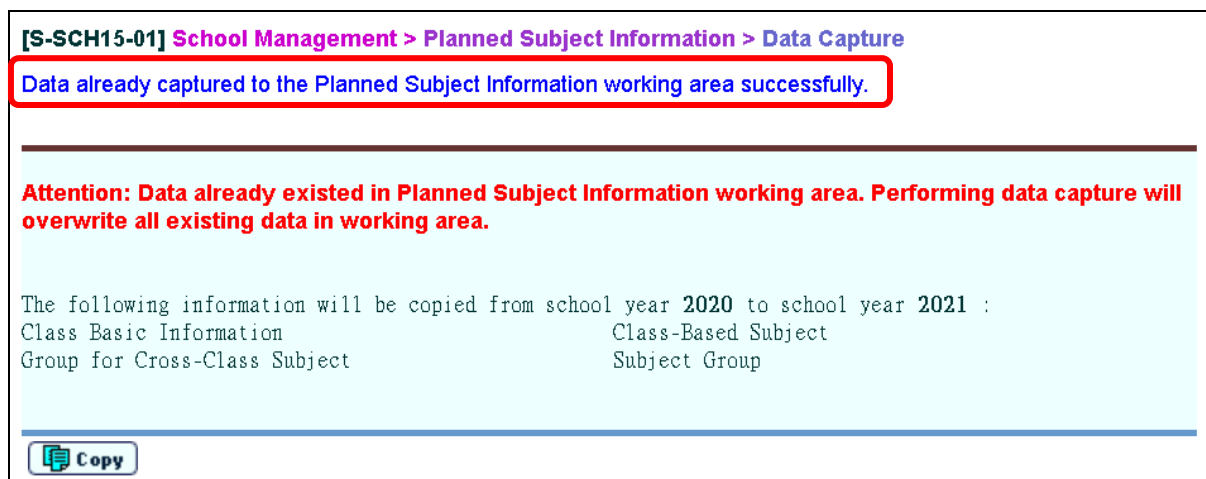 [S-SCH15-01] School Management > Planned Subject Information > Data Capture
Data already captured to the Planned Subject Information working area successfully.
Attention: Data already existed in Planned Subject Information working area. Performing data capture will
overwrite all existing data in working area.
The following information will be copied from school year 2020 to school year 2021 :
Class Basic Information Class-Based Subject
Group for Cross-Class Subject Subject Group
Copy